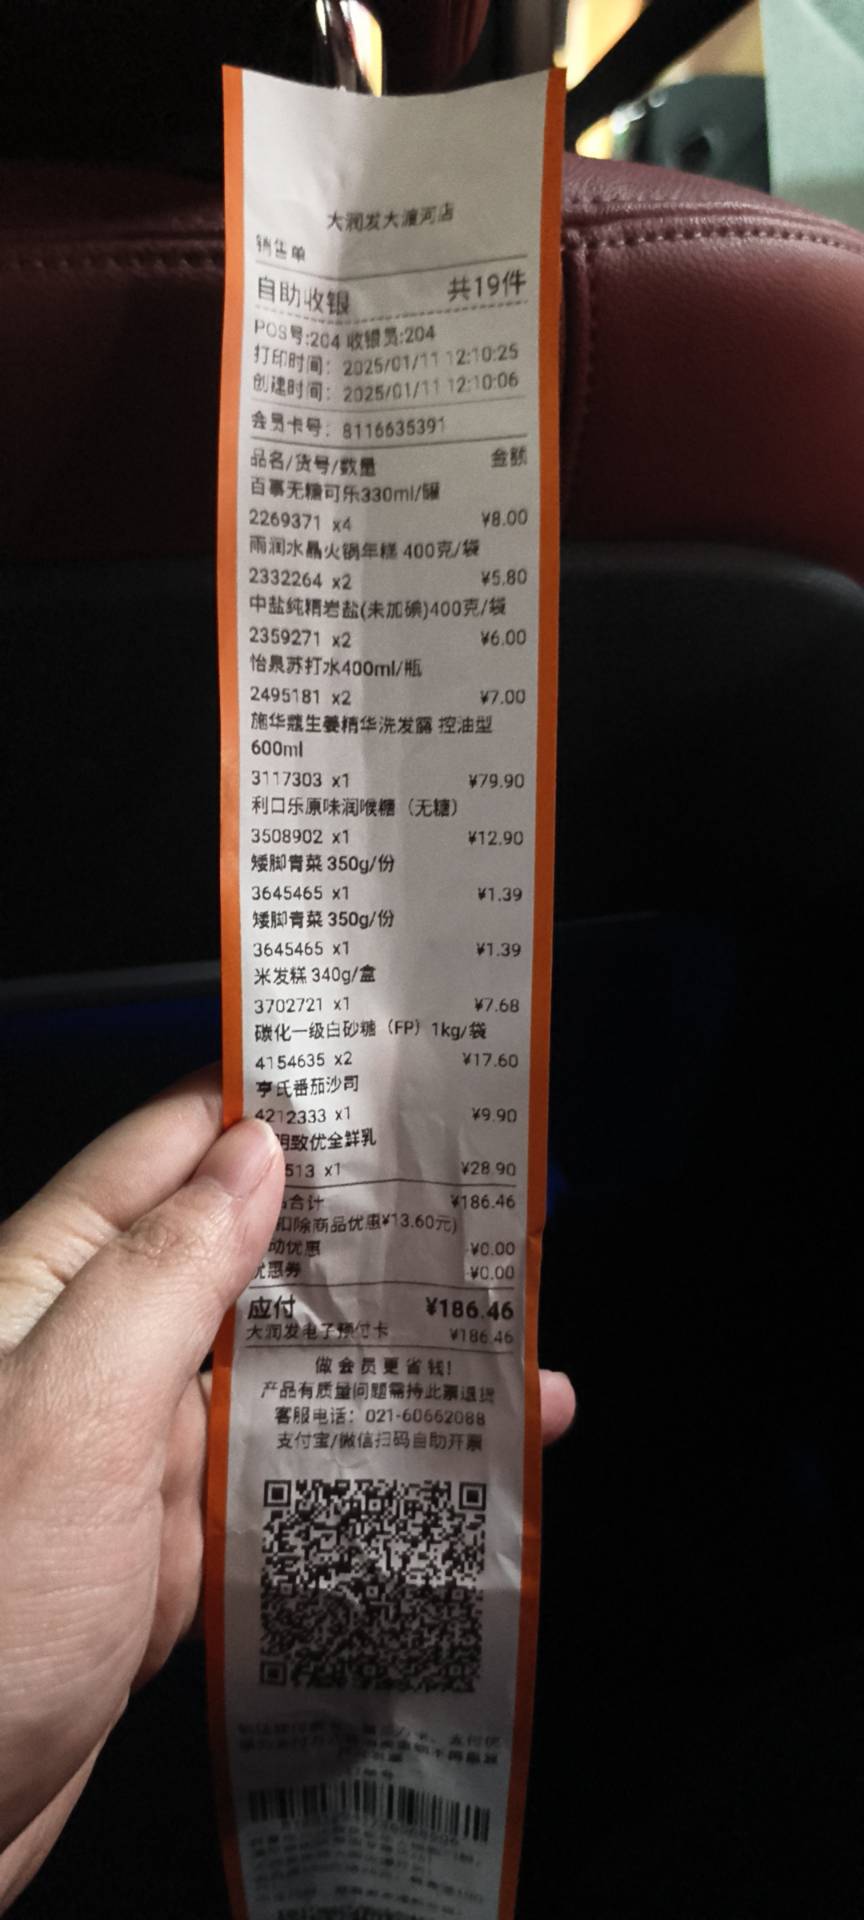 大润发大渡河店
销售单
自助收银 共19件
POS号:204 收银员:204
打印时间: 2025/01/11 12:10:25
创建时间: 2025/01/11 12:10:06
会员卡号: 8116635391
品名/货号/数量 金额
百事无糖可乐330ml/罐
2269371 x4 ¥8.00
雨润水晶火锅年糕 400克/袋
2332264 x2 ¥5.80
中盐纯精岩盐(未加碘)400克/袋
2359271 x2 ¥6.00
怡泉苏打水400ml/瓶
2495181 x2 ¥7.00
施华蔻生姜精华洗发露 控油型
600ml
3117303 x1 ¥79.90
利口乐原味润喉糖（无糖）
3508902 x1 ¥12.90
矮脚青菜 350g/份
3645465 x1 ¥1.39
矮脚青菜 350g/份
3645465 x1 ¥1.39
米发糕 340g/盒
3702721 x1 ¥7.68
碳化一级白砂糖（FP）1kg/袋
4154635 x2 ¥17.60
亨氏番茄沙司
4212333 x1 ¥9.90
明致优全鲜乳
513 x1 ¥28.90
合计 ¥186.46
扣除商品优惠¥13.60元)
动优惠 ¥0.00
优惠券 ¥0.00
应付 ¥186.46
大润发电子预付卡 ¥186.46
做会员更省钱!
产品有质量问题需持此票退货
客服电话: 021-60662088
支付宝/微信扫码自助开票